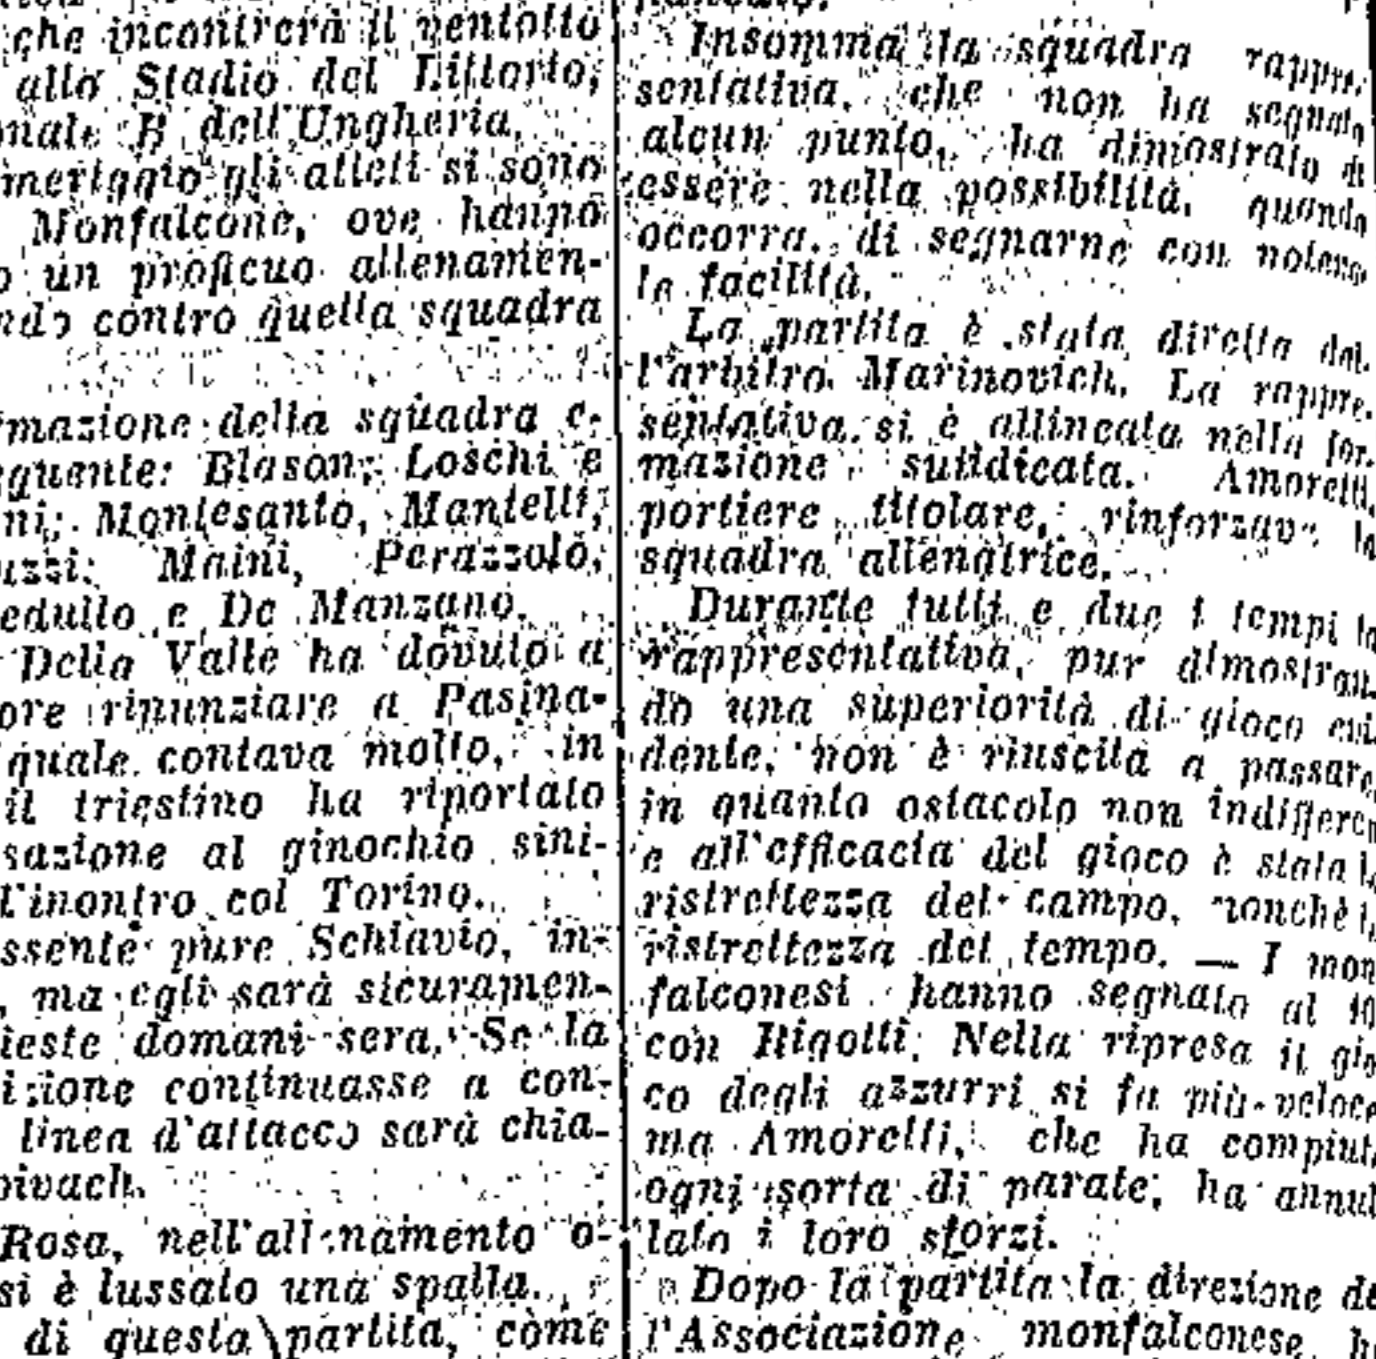 che incontrerà il ventotto
allo Stadio del Littorio,
nale B dell'Ungheria.
meriggio gli atleti si sono
Monfalcone, ove hanno
o un proficuo allenamen-
ndo contro quella squadra
mazione della squadra e-
guente: Blason; Loschi e
ni; Montesanto, Mantelli,
uzzi; Maini, Perazzolo,
edullo e De Manzano.
Della Valle ha dovuto a
ore rinunziare a Pasina-
quale contava molto, in
il triestino ha riportato
sazione al ginochio sini-
l'inontro col Torino.
ssente pure Schiavio, in-
, ma egli sarà sicuramen-
ieste domani sera. Se la
izione continuasse a con-
linea d'attacco sarà chia-
pivach.
Rosa, nell'allenamento o-
si è lussato una spalla.
di questa partita, come
Insomma la squadra rappre-
sentativa, che non ha segnato
alcun punto, ha dimostrato di
essere nella possibilità, quando
occorra, di segnarne con notevo-
le facilità.
La partita è stata diretta dal-
l'arbitro Marinovich. La rappre-
sentativa si è allineata nella for-
mazione suindicata. Amoretti,
portiere titolare, rinforzava la
squadra allenatrice.
Durante tutti e due i tempi la
rappresentativa, pur dimostran-
do una superiorità di gioco evi-
dente, non è riuscita a passare,
in quanto ostacolo non indifferen
e all'efficacia del gioco è stata la
ristrettezza del campo, nonchè l
ristrettezza del tempo. — I mon
falconesi hanno segnato al 10
con Rigotti. Nella ripresa il gio
co degli azzurri si fa più veloce
ma Amoretti, che ha compiut
ogni sorta di parate, ha annul
lato i loro sforzi.
Dopo la partita la direzione de
l'Associazione monfalconese h